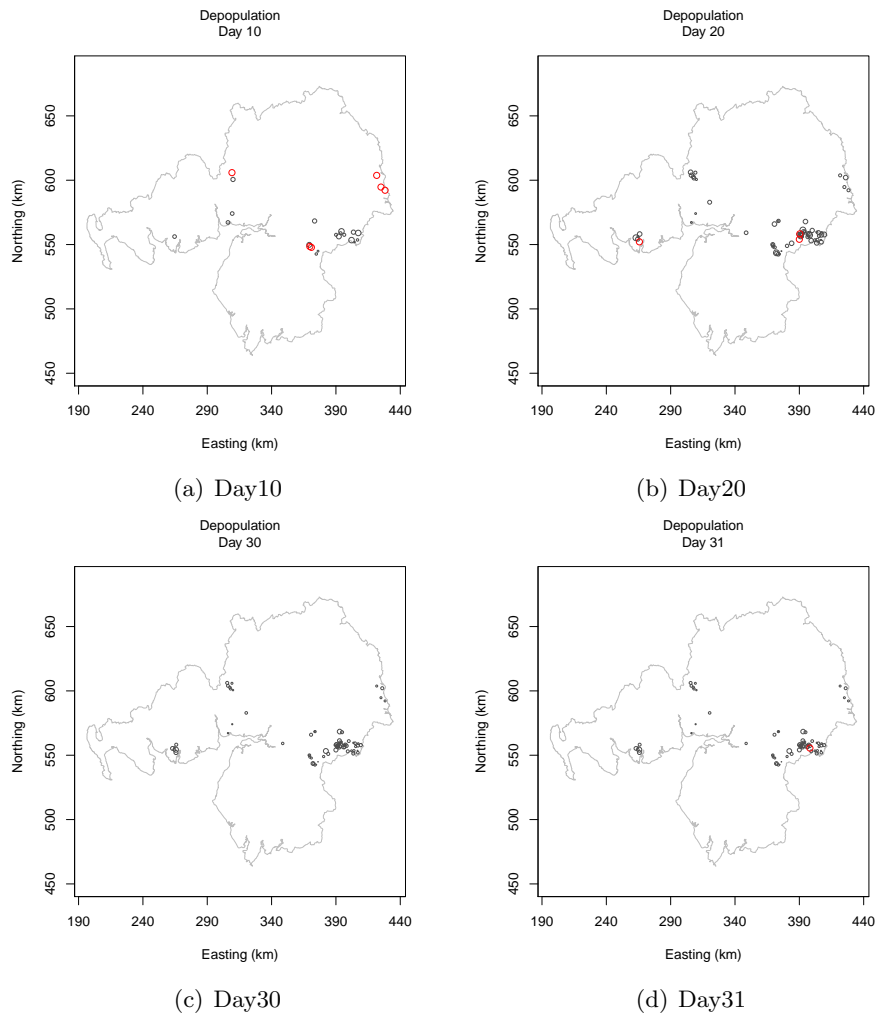 Depopulation
Day 10
Northing (km)
650
600
550
500
450
190 240 290 340 390 440
Easting (km)
(a) Day10
Depopulation
Day 20
Northing (km)
650
600
550
500
450
190 240 290 340 390 440
Easting (km)
(b) Day20
Depopulation
Day 30
Northing (km)
650
600
550
500
450
190 240 290 340 390 440
Easting (km)
(c) Day30
Depopulation
Day 31
Northing (km)
650
600
550
500
450
190 240 290 340 390 440
Easting (km)
(d) Day31